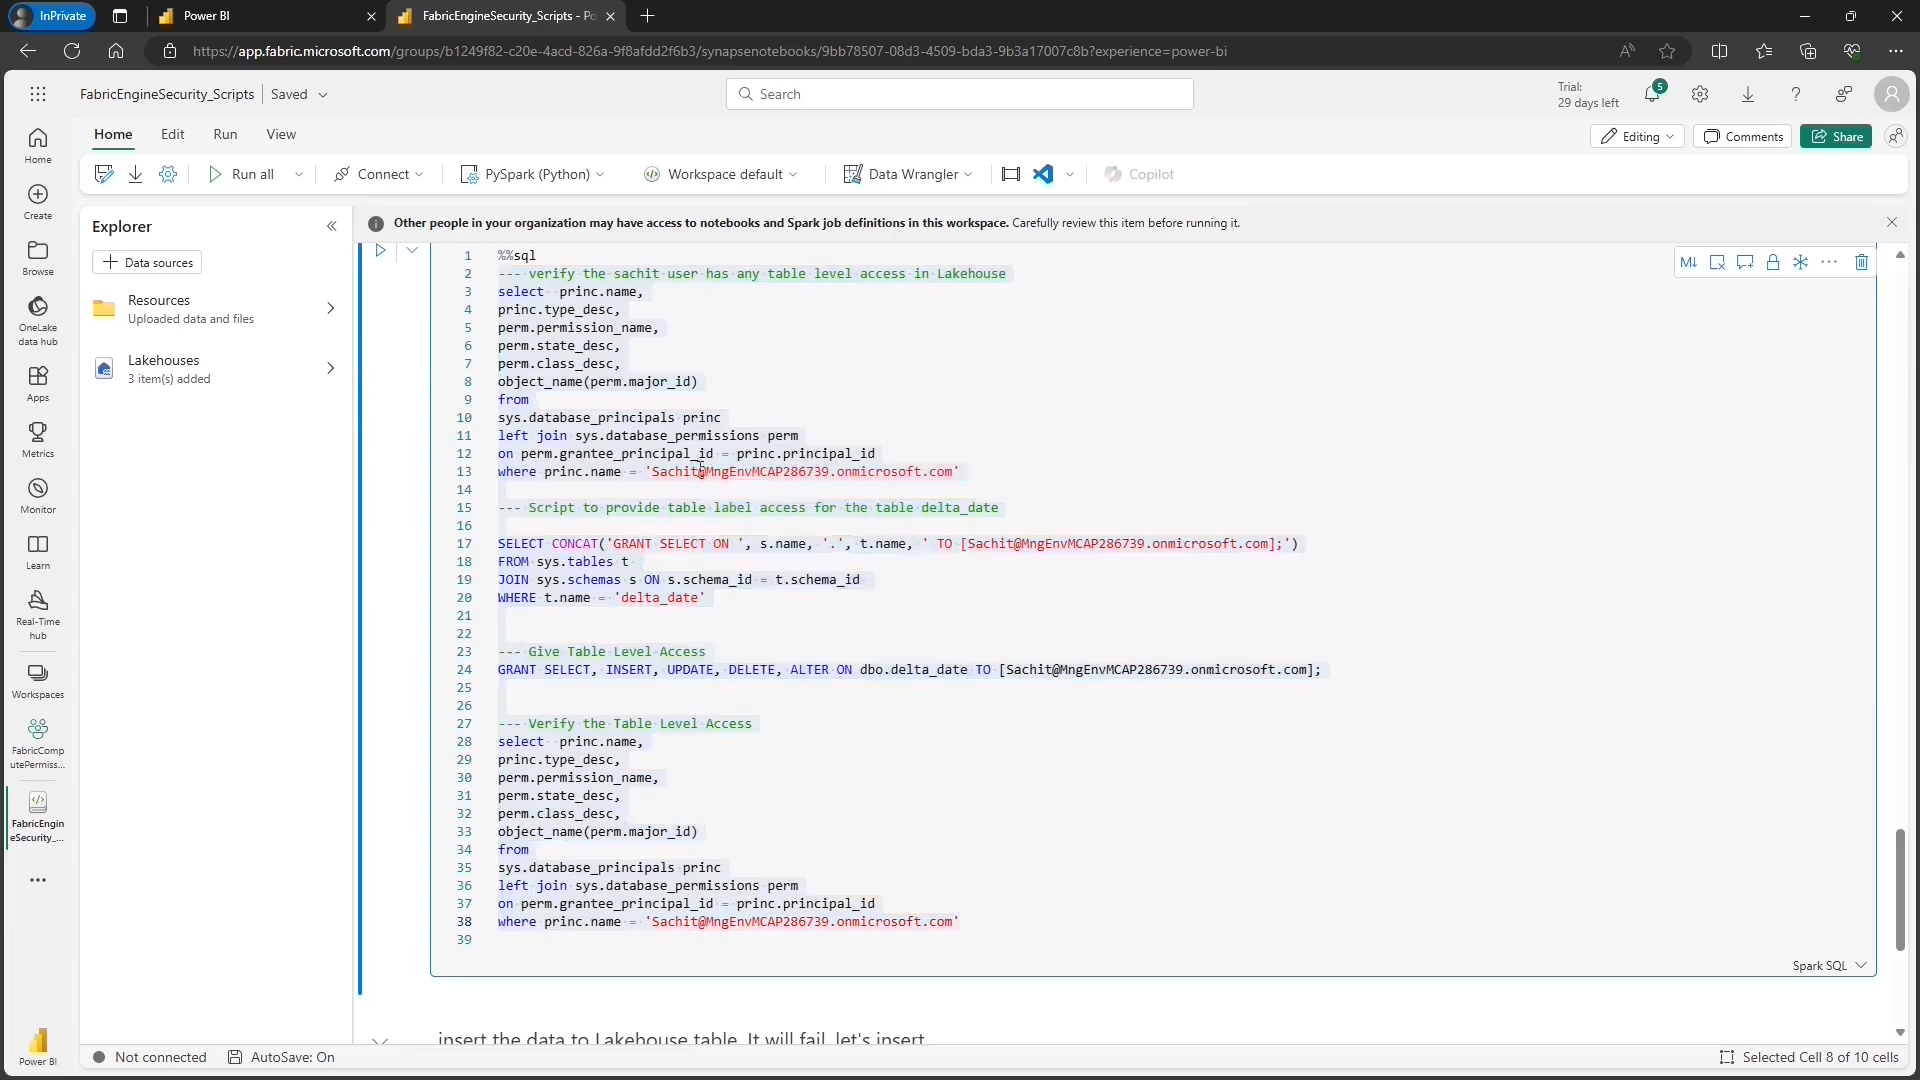 InPrivate
Power BI
FabricEngineSecurity_Scripts - Po
https://app.fabric.microsoft.com/groups/b1249f82-c20e-4acd-826a-9f8afdd2f6b3/synapsenotebooks/9bb78507-08d3-4509-bda3-9b3a17007c8b?experience=power-bi
FabricEngineSecurity_Scripts
Saved
Search
Trial:
29 days left
5
Home
Edit
Run
View
Editing
Comments
Share
Run all
Connect
PySpark (Python)
Workspace default
Data Wrangler
Copilot
Home
Create
Browse
OneLake
data hub
Apps
Metrics
Monitor
Learn
Real-Time
hub
Workspaces
FabricComp
utePermiss...
FabricEngin
eSecurity_...
Power BI
Explorer
Data sources
Resources
Uploaded data and files
Lakehouses
3 item(s) added
Other people in your organization may have access to notebooks and Spark job definitions in this workspace. Carefully review this item before running it.
1 %%sql
2 --- verify the sachit user has any table level access in Lakehouse
3 select  princ.name,
4 princ.type_desc,
5 perm.permission_name,
6 perm.state_desc,
7 perm.class_desc,
8 object_name(perm.major_id)
9 from
10 sys.database_principals princ
11 left join sys.database_permissions perm
12 on perm.grantee_principal_id = princ.principal_id
13 where princ.name = 'Sachit@MngEnvMCAP286739.onmicrosoft.com'
14
15 --- Script to provide table label access for the table delta_date
16
17 SELECT CONCAT('GRANT SELECT ON ', s.name, '.', t.name, ' TO [Sachit@MngEnvMCAP286739.onmicrosoft.com];')
18 FROM sys.tables t
19 JOIN sys.schemas s ON s.schema_id = t.schema_id
20 WHERE t.name = 'delta_date'
21
22
23 --- Give Table Level Access
24 GRANT SELECT, INSERT, UPDATE, DELETE, ALTER ON dbo.delta_date TO [Sachit@MngEnvMCAP286739.onmicrosoft.com];
25
26
27 --- Verify the Table Level Access
28 select  princ.name,
29 princ.type_desc,
30 perm.permission_name,
31 perm.state_desc,
32 perm.class_desc,
33 object_name(perm.major_id)
34 from
35 sys.database_principals princ
36 left join sys.database_permissions perm
37 on perm.grantee_principal_id = princ.principal_id
38 where princ.name = 'Sachit@MngEnvMCAP286739.onmicrosoft.com'
39
M↓
Spark SQL
insert the data to Lakehouse table. It will fail, let's insert
Not connected
AutoSave: On
Selected Cell 8 of 10 cells